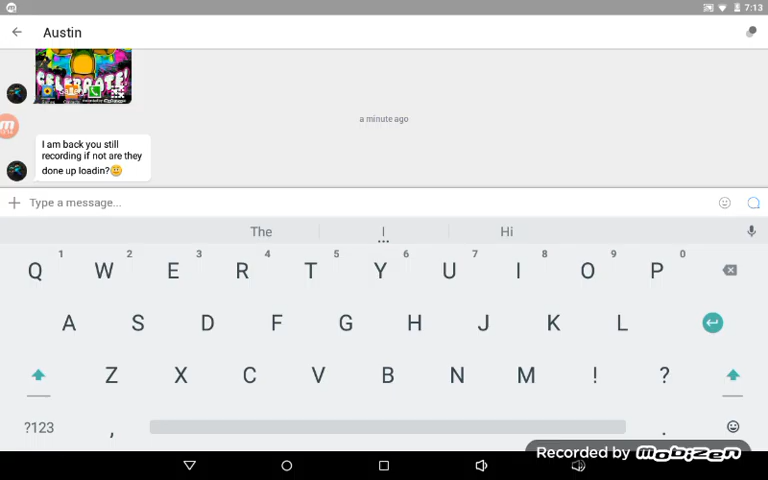 7:13
Austin
CELEBRATE!
a minute ago
I am back you still
recording if not are they
done up loadin?🙂
Type a message...
The I Hi
1 2 3 4 5 6 7 8 9 0
Q W E R T Y U I O P
A S D F G H J K L
Z X C V B N M ! ?
?123 , .
Recorded by mobizen